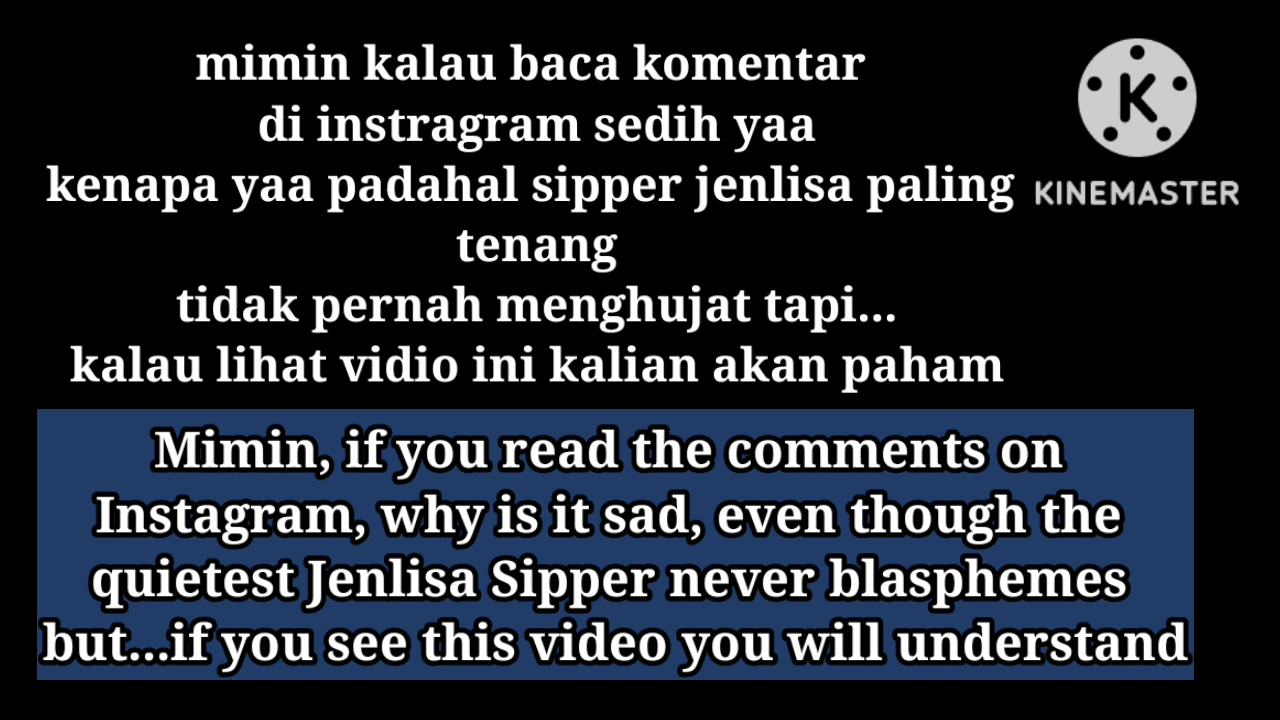 mimin kalau baca komentar
di instragram sedih yaa
kenapa yaa padahal sipper jenlisa paling
tenang
tidak pernah menghujat tapi...
kalau lihat vidio ini kalian akan paham
K
KINEMASTER
Mimin, if you read the comments on
Instagram, why is it sad, even though the
quietest Jenlisa Sipper never blasphemes
but...if you see this video you will understand